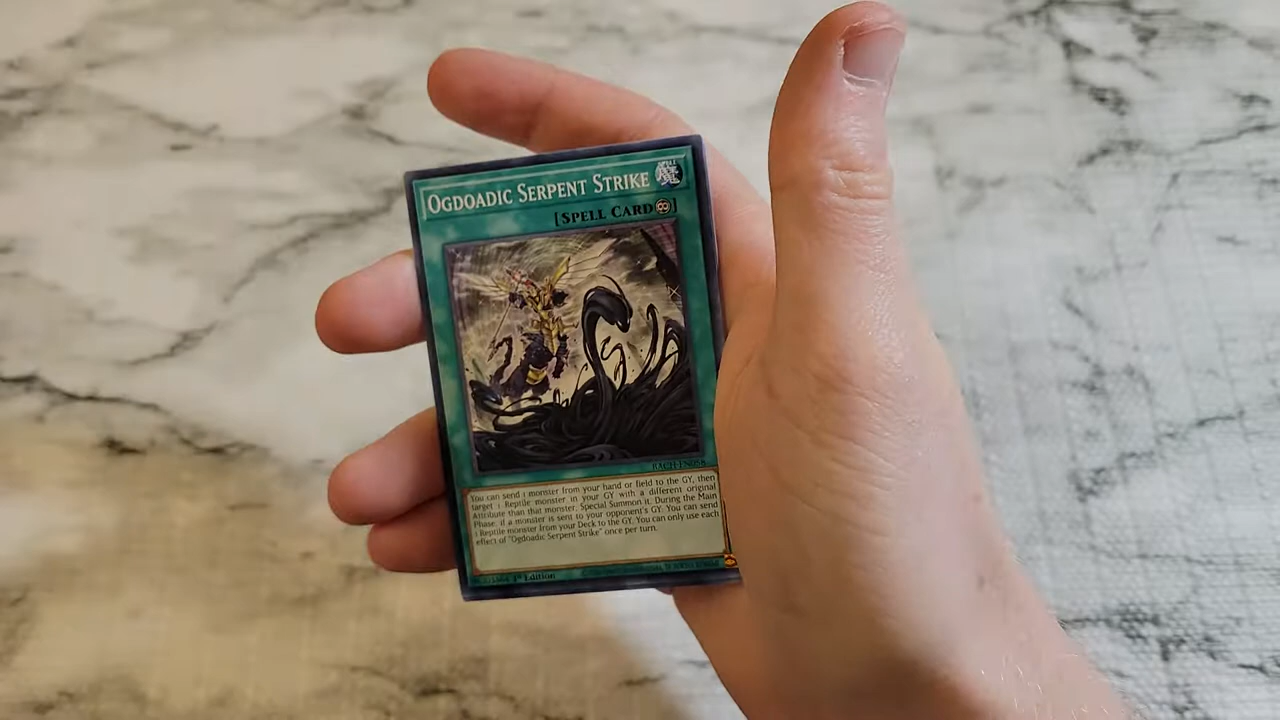 OGDOADIC SERPENT STRIKE
[SPELL CARD]
BACH-EN058
You can send 1 monster from your hand or field to the GY, then
target 1 Reptile monster in your GY with a different original
Attribute than that monster; Special Summon it. During the Main
Phase, if a monster is sent to your opponent's GY: You can send
1 Reptile monster from your Deck to the GY. You can only use each
effect of "Ogdoadic Serpent Strike" once per turn.
1st Edition